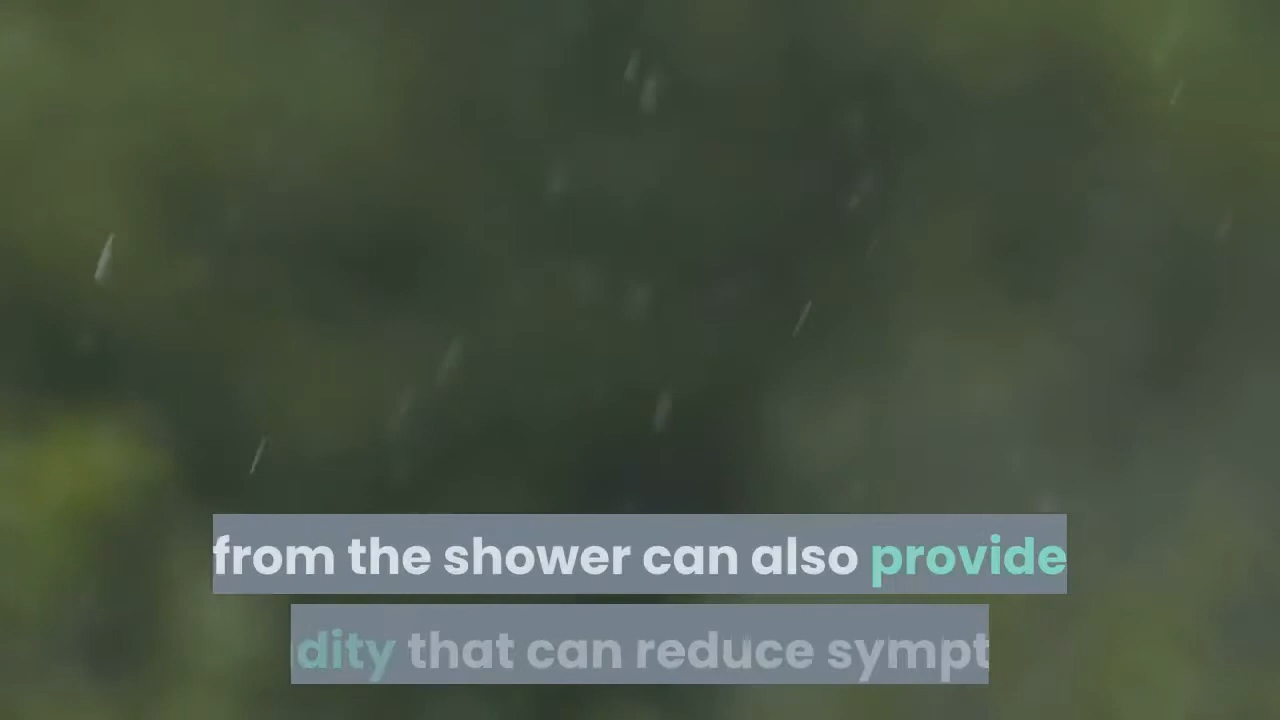 from the shower can also provide
dity that can reduce sympt